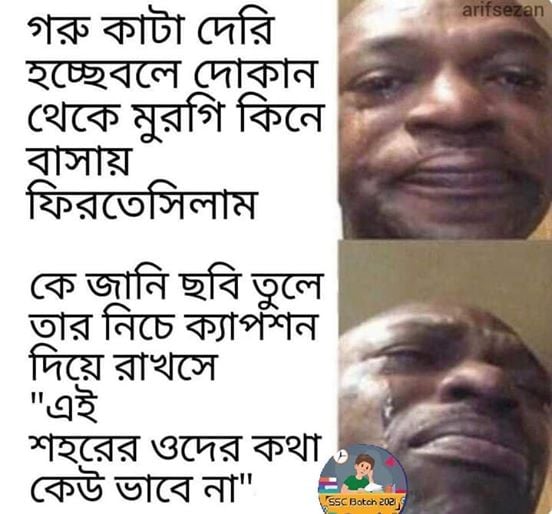 arifsezan
গরু কাটা দেরি
হচ্ছেবলে দোকান
থেকে মুরগি কিনে
বাসায়
ফিরতেসিলাম
কে জানি ছবি তুলে
তার নিচে ক্যাপশন
দিয়ে রাখসে
"এই
শহরের ওদের কথা
কেউ ভাবে না"
SSC Batch 2021